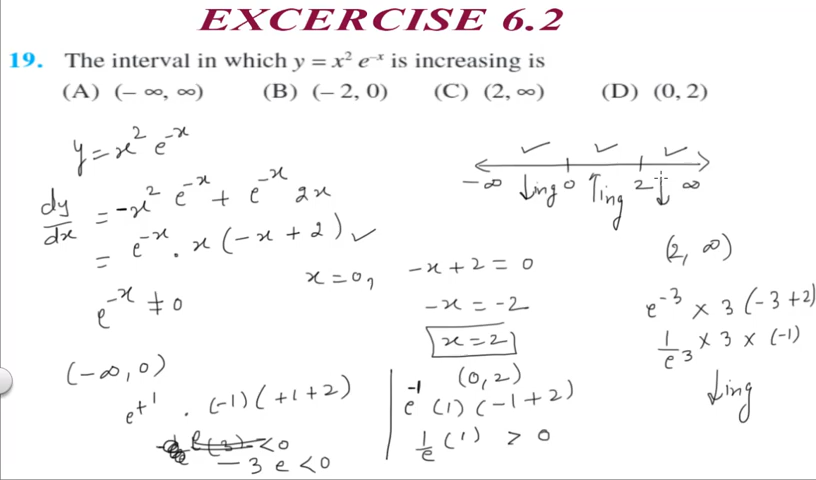 EXCERCISE 6.2
19. The interval in which y = x² e⁻ˣ is increasing is
(A) (– ∞, ∞) (B) (– 2, 0) (C) (2, ∞) (D) (0, 2)
y = x² e⁻ˣ
dy/dx = -x² e⁻ˣ + e⁻ˣ 2x
= e⁻ˣ . x (-x + 2) ✓
e⁻ˣ ≠ 0
x = 0,
-x + 2 = 0
-x = -2
x = 2
✓ ✓ ✓
-∞ ↓ing 0 ↑ing 2 ↓ ∞
(2, ∞)
e⁻³ × 3 (-3+2)
1/e³ × 3 × (-1)
↓ing
(-∞, 0)
e⁺¹ . (-1) (+1+2)
- 3 e < 0
(0, 2)
e⁻¹ (1) (-1+2)
1/e (1) > 0